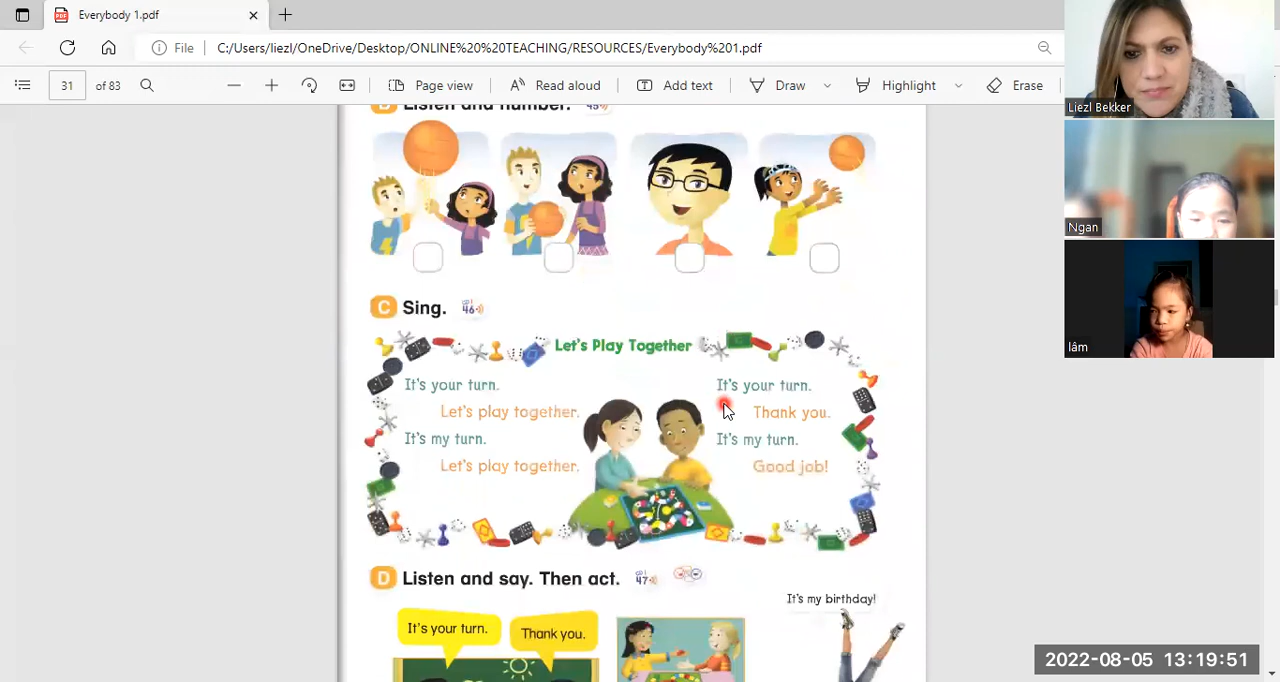 Everybody 1.pdf
File
C:/Users/liezl/OneDrive/Desktop/ONLINE%20%20TEACHING/RESOURCES/Everybody%201.pdf
31
of 83
Page view
Read aloud
Add text
Draw
Highlight
Erase
Liezl Bekker
Ngan
lâm
Listen and number.
C Sing. 46
Let's Play Together
It's your turn.
Let's play together.
It's my turn.
Let's play together.
It's your turn.
Thank you.
It's my turn.
Good job!
D Listen and say. Then act. 47
It's your turn.
Thank you.
It's my birthday!
2022-08-05 13:19:51